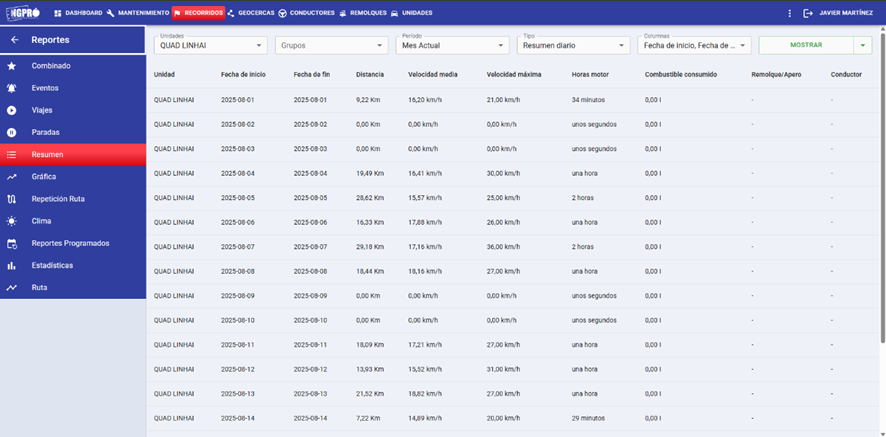 NGPRO DASHBOARD MANTENIMIENTO RECORRIDOS GEOCERCAS CONDUCTORES REMOLQUES UNIDADES JAVIER MARTÍNEZ
Reportes
Combinado
Eventos
Viajes
Paradas
Resumen
Gráfica
Repetición Ruta
Clima
Reportes Programados
Estadísticas
Ruta
Unidades Período Tipo Columnas
QUAD LINHAI Grupos Mes Actual Resumen diario Fecha de inicio, Fecha de ... MOSTRAR
Unidad Fecha de inicio Fecha de fin Distancia Velocidad media Velocidad máxima Horas motor Combustible consumido Remolque/Apero Conductor
QUAD LINHAI 2025-08-01 2025-08-01 9,22 Km 16,20 km/h 21,00 km/h 34 minutos 0,00 l - -
QUAD LINHAI 2025-08-02 2025-08-02 0,00 Km 0,00 km/h 0,00 km/h unos segundos 0,00 l - -
QUAD LINHAI 2025-08-03 2025-08-03 0,00 Km 0,00 km/h 0,00 km/h unos segundos 0,00 l - -
QUAD LINHAI 2025-08-04 2025-08-04 19,49 Km 16,41 km/h 30,00 km/h una hora 0,00 l - -
QUAD LINHAI 2025-08-05 2025-08-05 28,62 Km 15,57 km/h 25,00 km/h 2 horas 0,00 l - -
QUAD LINHAI 2025-08-06 2025-08-06 16,33 Km 17,88 km/h 26,00 km/h una hora 0,00 l - -
QUAD LINHAI 2025-08-07 2025-08-07 29,18 Km 17,16 km/h 36,00 km/h 2 horas 0,00 l - -
QUAD LINHAI 2025-08-08 2025-08-08 18,44 Km 18,16 km/h 27,00 km/h una hora 0,00 l - -
QUAD LINHAI 2025-08-09 2025-08-09 0,00 Km 0,00 km/h 0,00 km/h unos segundos 0,00 l - -
QUAD LINHAI 2025-08-10 2025-08-10 0,00 Km 0,00 km/h 0,00 km/h unos segundos 0,00 l - -
QUAD LINHAI 2025-08-11 2025-08-11 18,09 Km 17,21 km/h 27,00 km/h una hora 0,00 l - -
QUAD LINHAI 2025-08-12 2025-08-12 13,93 Km 15,52 km/h 31,00 km/h una hora 0,00 l - -
QUAD LINHAI 2025-08-13 2025-08-13 21,52 Km 18,82 km/h 27,00 km/h una hora 0,00 l - -
QUAD LINHAI 2025-08-14 2025-08-14 7,22 Km 14,89 km/h 20,00 km/h 29 minutos 0,00 l - -